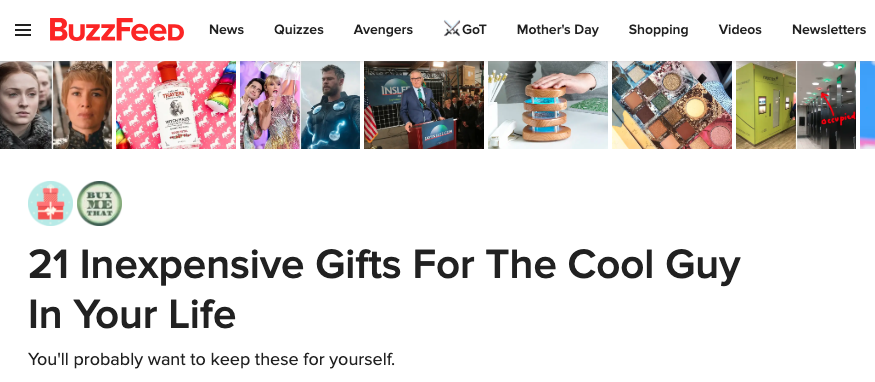 BuzzFeed News Quizzes Avengers ⚔️GoT Mother's Day Shopping Videos Newsletters
THAYERS
WITCH HAZEL
INSLEE
occupied
BUY
ME
THAT
21 Inexpensive Gifts For The Cool Guy
In Your Life
You'll probably want to keep these for yourself.